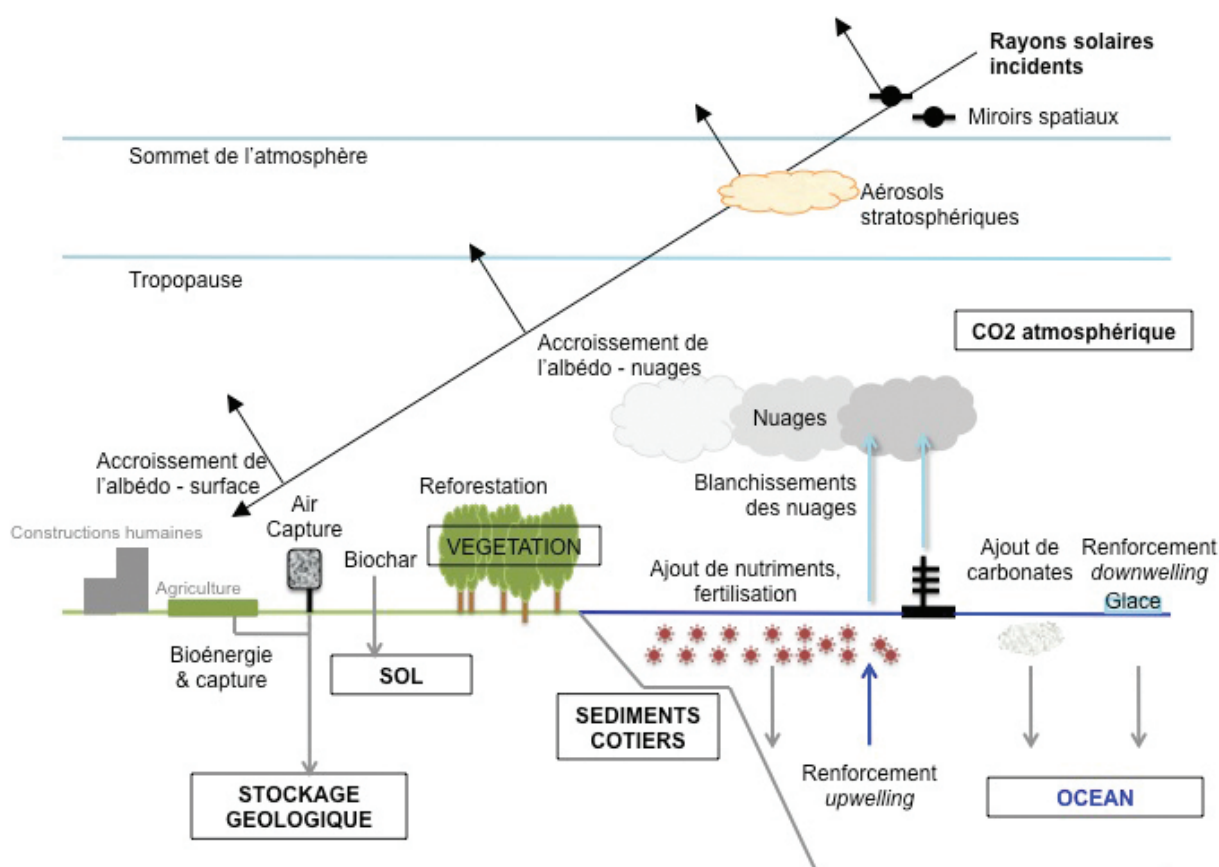 Rayons solaires
incidents
Miroirs spatiaux
Sommet de l'atmosphère
Aérosols
stratosphériques
Tropopause
CO2 atmosphérique
Accroissement de
l'albédo - nuages
Nuages
Accroissement de
l'albédo - surface
Air
Capture
Reforestation
Blanchissements
des nuages
Constructions humaines
Biochar
VEGETATION
Agriculture
Ajout de nutriments,
fertilisation
Ajout de
carbonates
Renforcement
downwelling
Glace
Bioénergie
& capture
SOL
SEDIMENTS
COTIERS
STOCKAGE
GEOLOGIQUE
Renforcement
upwelling
OCEAN